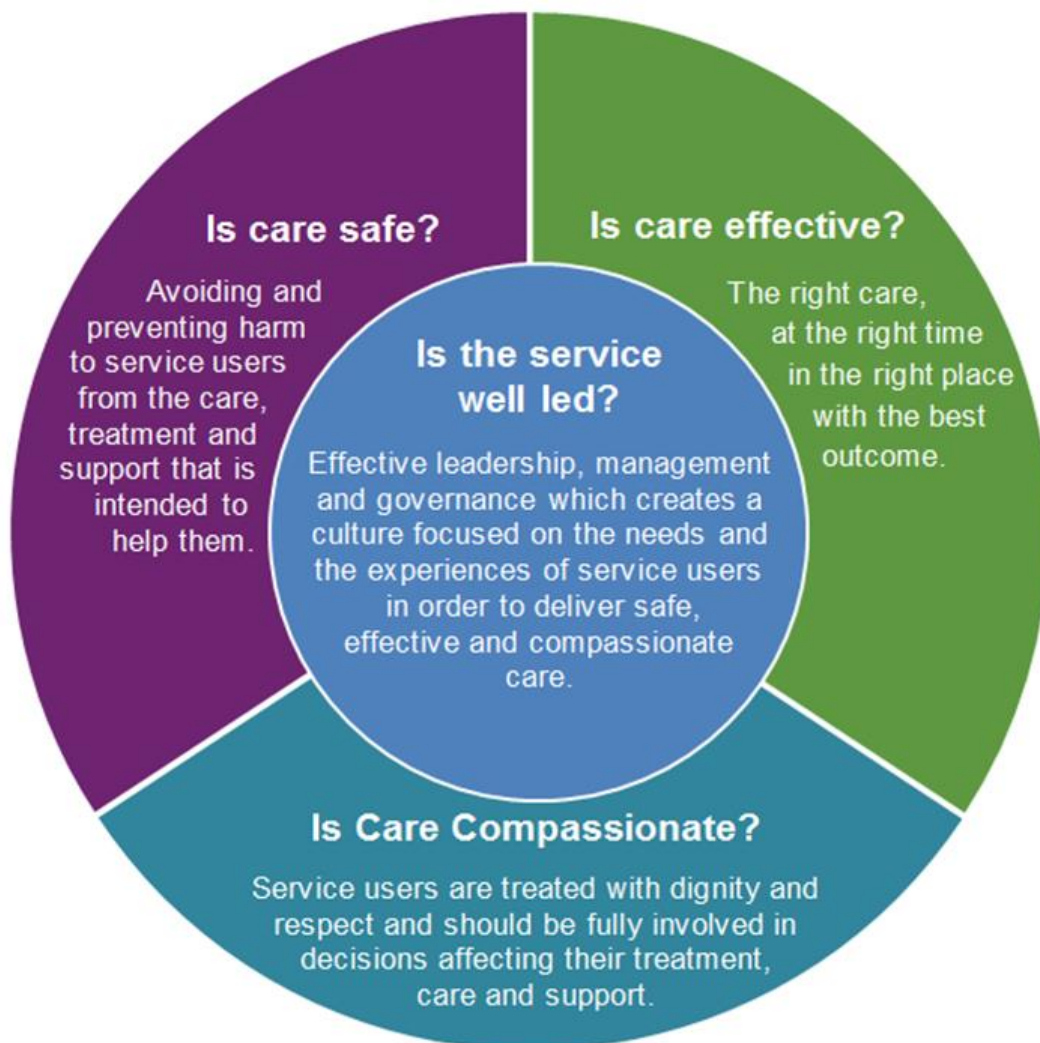 Is care safe?
Avoiding and
preventing harm
to service users
from the care,
treatment and
support that is
intended to
help them.
Is care effective?
The right care,
at the right time
in the right place
with the best
outcome.
Is the service
well led?
Effective leadership, management
and governance which creates a
culture focused on the needs and
the experiences of service users
in order to deliver safe,
effective and compassionate
care.
Is Care Compassionate?
Service users are treated with dignity and
respect and should be fully involved in
decisions affecting their treatment,
care and support.